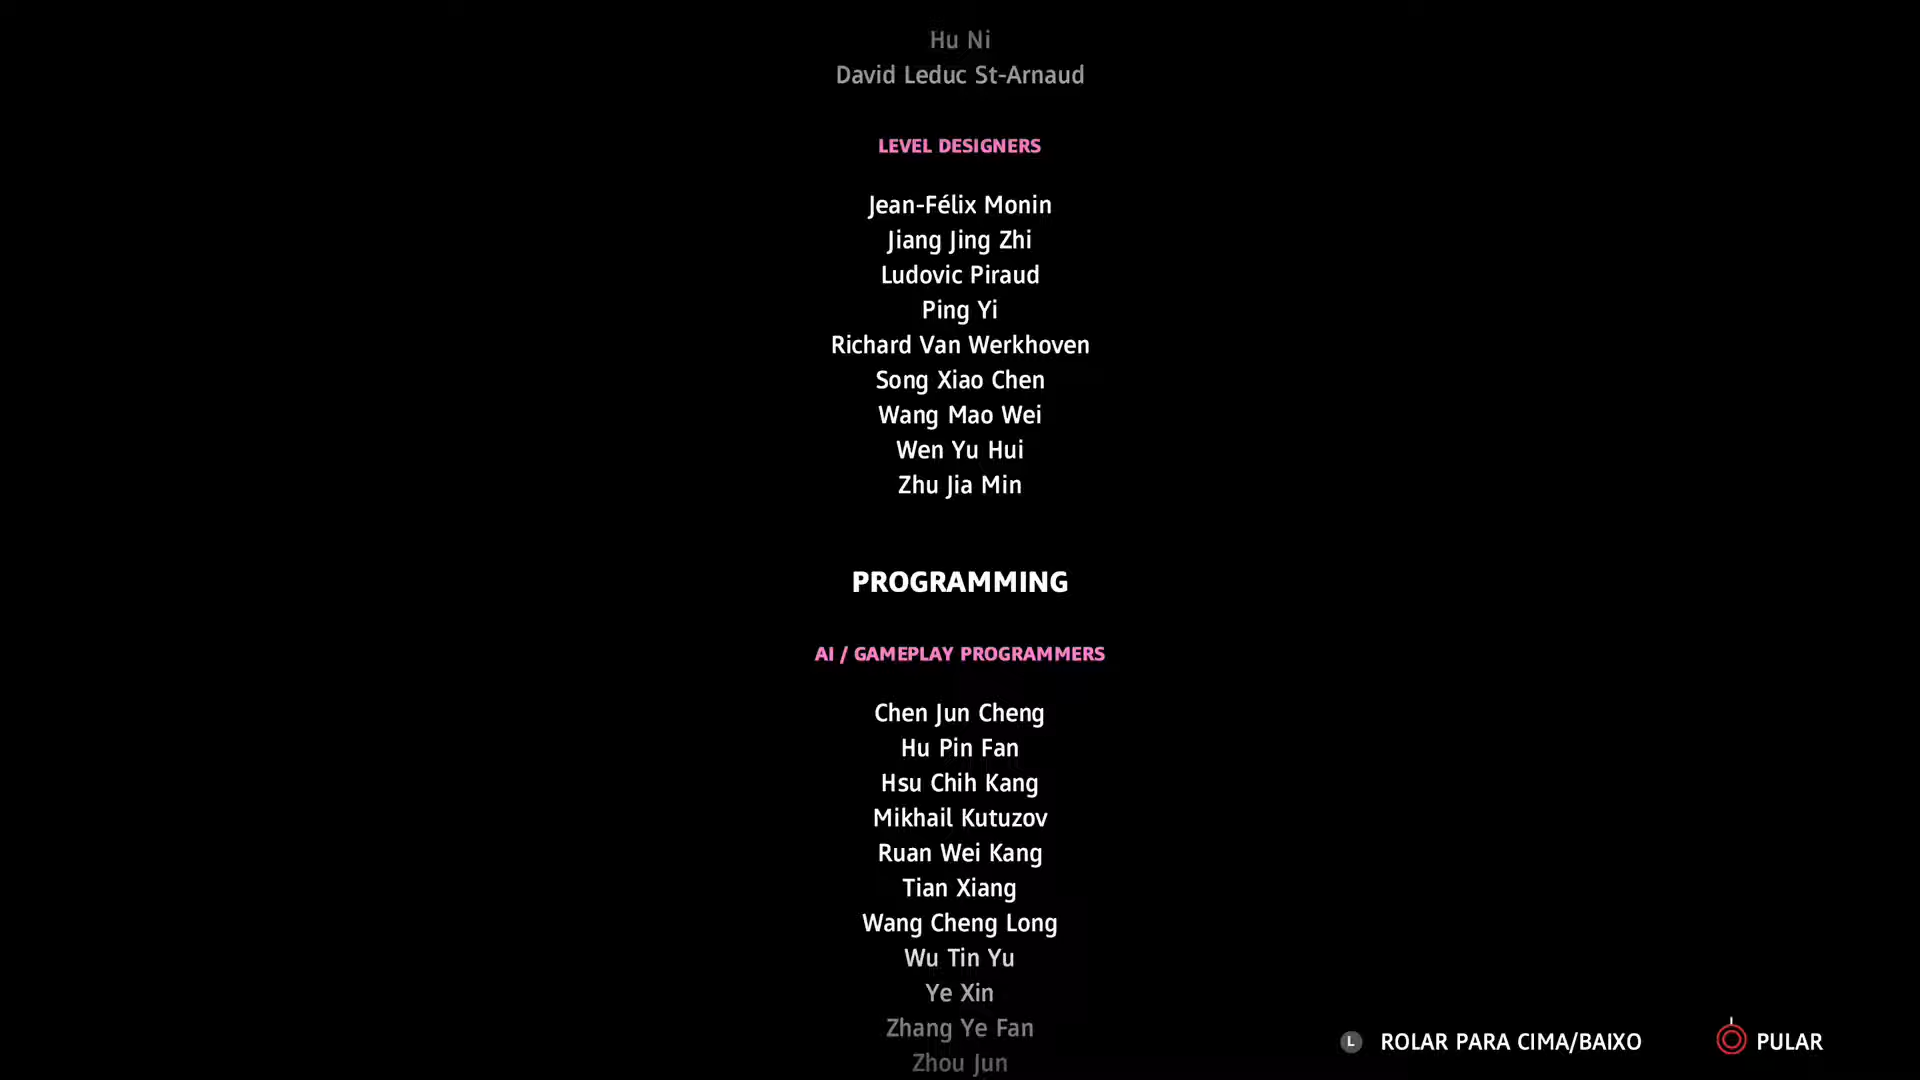 Hu Ni
David Leduc St-Arnaud
LEVEL DESIGNERS
Jean-Félix Monin
Jiang Jing Zhi
Ludovic Piraud
Ping Yi
Richard Van Werkhoven
Song Xiao Chen
Wang Mao Wei
Wen Yu Hui
Zhu Jia Min
PROGRAMMING
AI / GAMEPLAY PROGRAMMERS
Chen Jun Cheng
Hu Pin Fan
Hsu Chih Kang
Mikhail Kutuzov
Ruan Wei Kang
Tian Xiang
Wang Cheng Long
Wu Tin Yu
Ye Xin
Zhang Ye Fan
Zhou Jun
L ROLAR PARA CIMA/BAIXO
PULAR